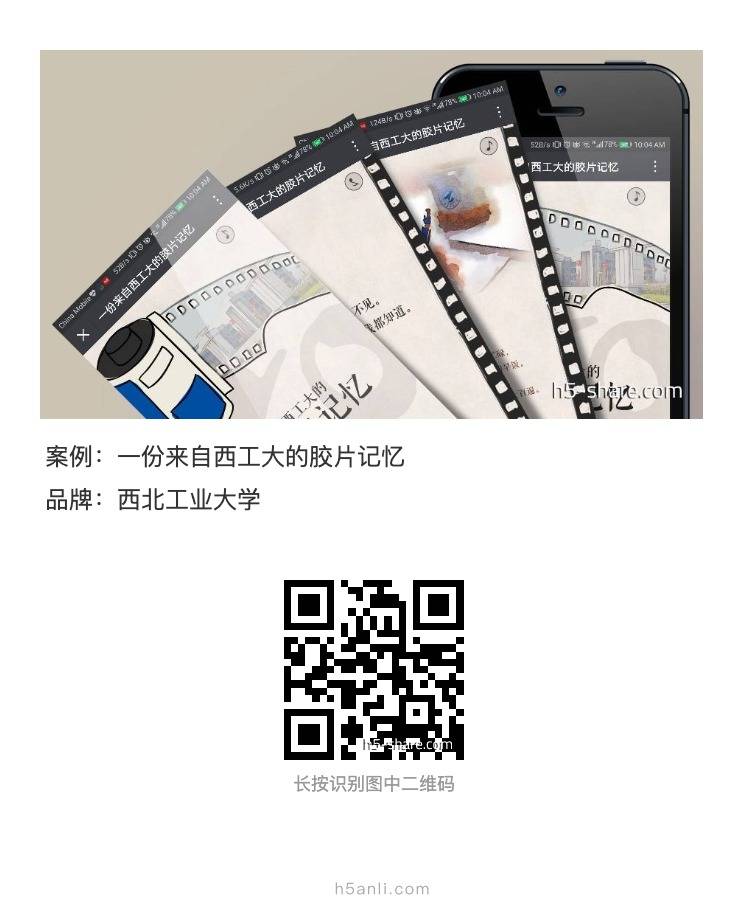 China Mobile 52B/s 78% 10:04 AM
一份来自西工大的胶片记忆
5.6K/s 78% 10:04 AM
西工大的胶片记忆
124B/s 78% 10:04 AM
自西工大的胶片记忆
52B/s 78% 10:04 AM
西工大的胶片记忆
不见。
我都知道。
西工大的
记忆
的
记忆
h5-share.com
案例：一份来自西工大的胶片记忆
品牌：西北工业大学
h5-share.com
长按识别图中二维码
h5anli.com